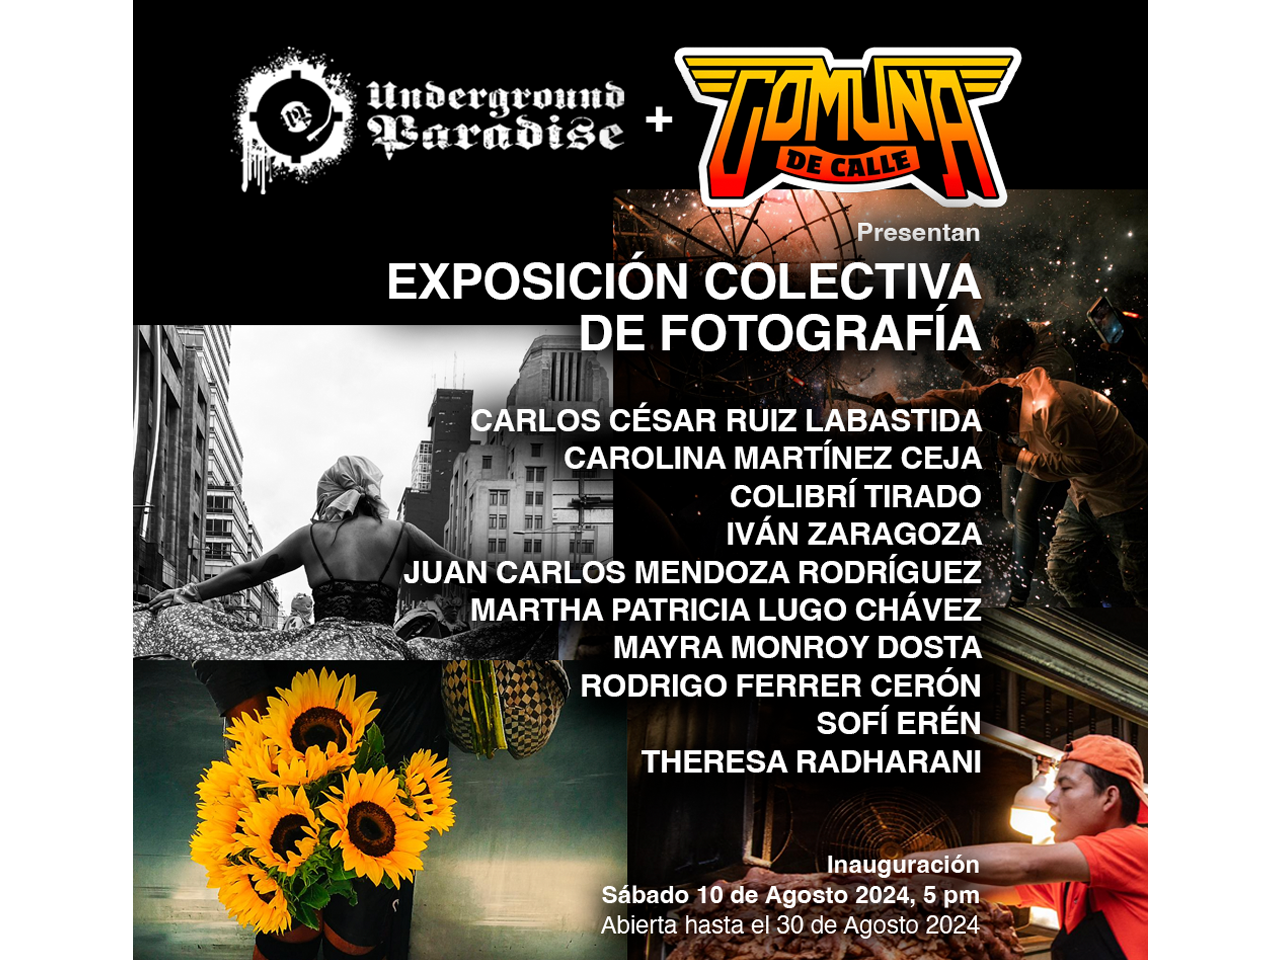 Underground
Paradise
+
COMUNA
DE CALLE
Presentan
EXPOSICIÓN COLECTIVA
DE FOTOGRAFÍA
CARLOS CÉSAR RUIZ LABASTIDA
CAROLINA MARTÍNEZ CEJA
COLIBRÍ TIRADO
IVÁN ZARAGOZA
JUAN CARLOS MENDOZA RODRÍGUEZ
MARTHA PATRICIA LUGO CHÁVEZ
MAYRA MONROY DOSTA
RODRIGO FERRER CERÓN
SOFÍ ERÉN
THERESA RADHARANI
Inauguración
Sábado 10 de Agosto 2024, 5 pm
Abierta hasta el 30 de Agosto 2024